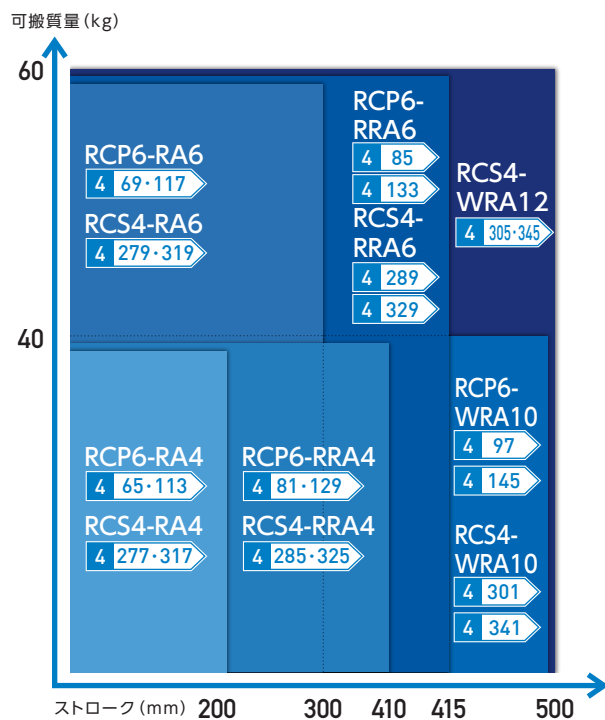 可搬質量(kg)
60
RCP6-RA6
4 69・117
RCS4-RA6
4 279・319
RCP6-
RRA6
4 85
4 133
RCS4-
RRA6
4 289
4 329
RCS4-
WRA12
4 305・345
40
RCP6-RA4
4 65・113
RCS4-RA4
4 277・317
RCP6-RRA4
4 81・129
RCS4-RRA4
4 285・325
RCP6-
WRA10
4 97
4 145
RCS4-
WRA10
4 301
4 341
ストローク(mm) 200 300 410 415 500